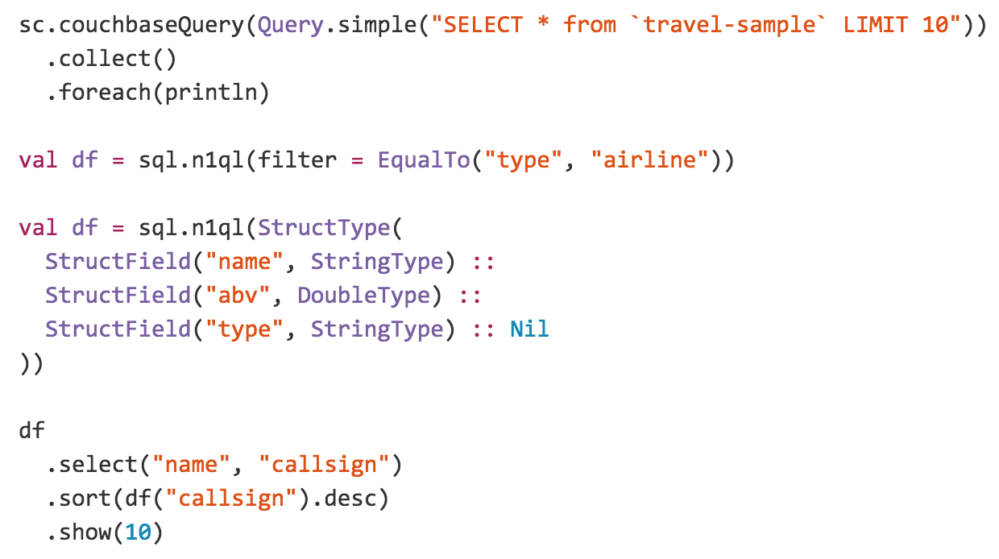 sc.couchbaseQuery(Query.simple("SELECT * from `travel-sample` LIMIT 10"))
  .collect()
  .foreach(println)

val df = sql.n1ql(filter = EqualTo("type", "airline"))

val df = sql.n1ql(StructType(
  StructField("name", StringType) ::
  StructField("abv", DoubleType) ::
  StructField("type", StringType) :: Nil
))

df
  .select("name", "callsign")
  .sort(df("callsign").desc)
  .show(10)